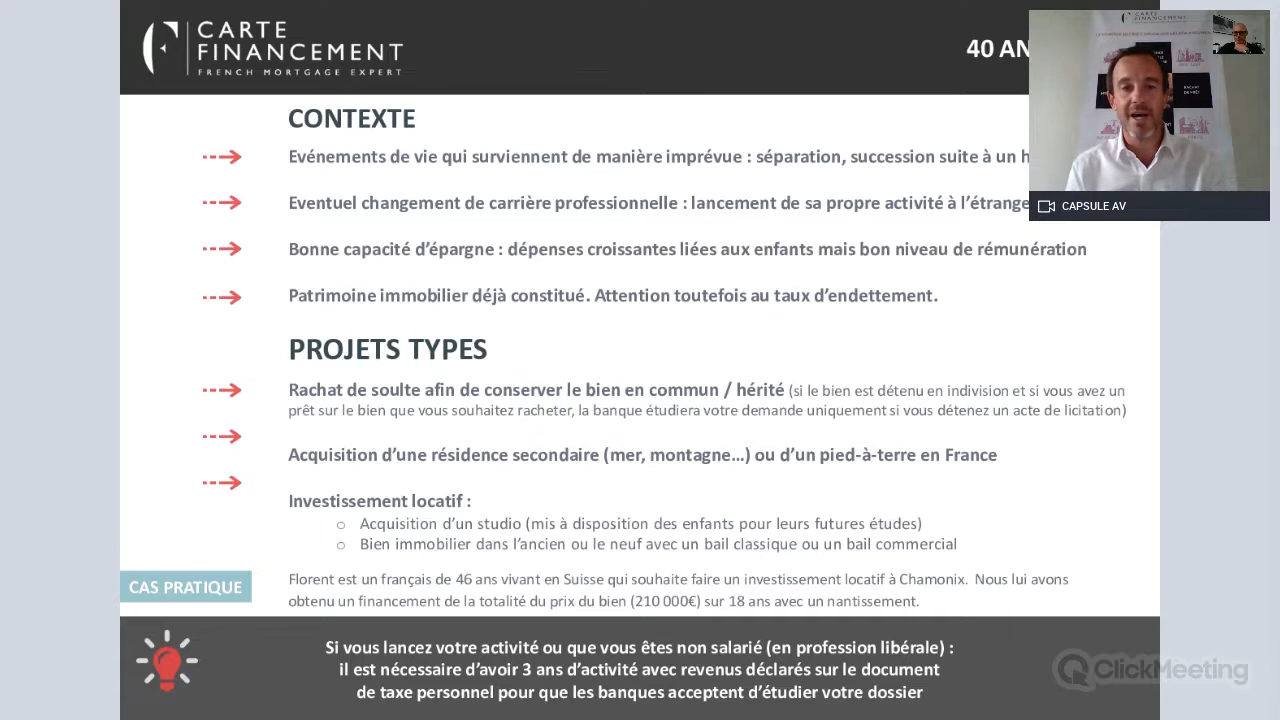 CARTE
FINANCEMENT
FRENCH MORTGAGE EXPERT
40 AN
CARTE
FINANCEMENT
RACHAT
DE PRÊT
CAPSULE AV
CONTEXTE
Evénements de vie qui surviennent de manière imprévue : séparation, succession suite à un h
Eventuel changement de carrière professionnelle : lancement de sa propre activité à l’étrange
Bonne capacité d’épargne : dépenses croissantes liées aux enfants mais bon niveau de rémunération
Patrimoine immobilier déjà constitué. Attention toutefois au taux d’endettement.
PROJETS TYPES
Rachat de soulte afin de conserver le bien en commun / hérité (si le bien est détenu en indivision et si vous avez un
prêt sur le bien que vous souhaitez racheter, la banque étudiera votre demande uniquement si vous détenez un acte de licitation)
Acquisition d’une résidence secondaire (mer, montagne…) ou d’un pied-à-terre en France
Investissement locatif :
o Acquisition d’un studio (mis à disposition des enfants pour leurs futures études)
o Bien immobilier dans l’ancien ou le neuf avec un bail classique ou un bail commercial
CAS PRATIQUE
Florent est un français de 46 ans vivant en Suisse qui souhaite faire un investissement locatif à Chamonix. Nous lui avons
obtenu un financement de la totalité du prix du bien (210 000€) sur 18 ans avec un nantissement.
Si vous lancez votre activité ou que vous êtes non salarié (en profession libérale) :
il est nécessaire d’avoir 3 ans d’activité avec revenus déclarés sur le document
de taxe personnel pour que les banques acceptent d’étudier votre dossier
ClickMeeting